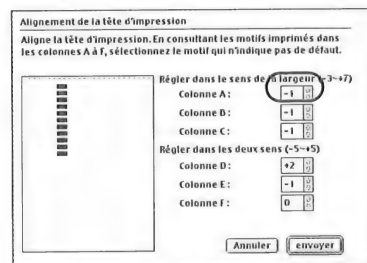 Alignement de la tête d'impression
Aligne la tête d'impression. En consultant les motifs imprimés dans
les colonnes A à F, sélectionnez le motif qui n'indique pas de défaut.
Régler dans le sens de la largeur (-3~+7)
Colonne A : -1
Colonne B : -1
Colonne C : -1
Régler dans les deux sens (-5~+5)
Colonne D : +2
Colonne E : -1
Colonne F : 0
Annuler envoyer